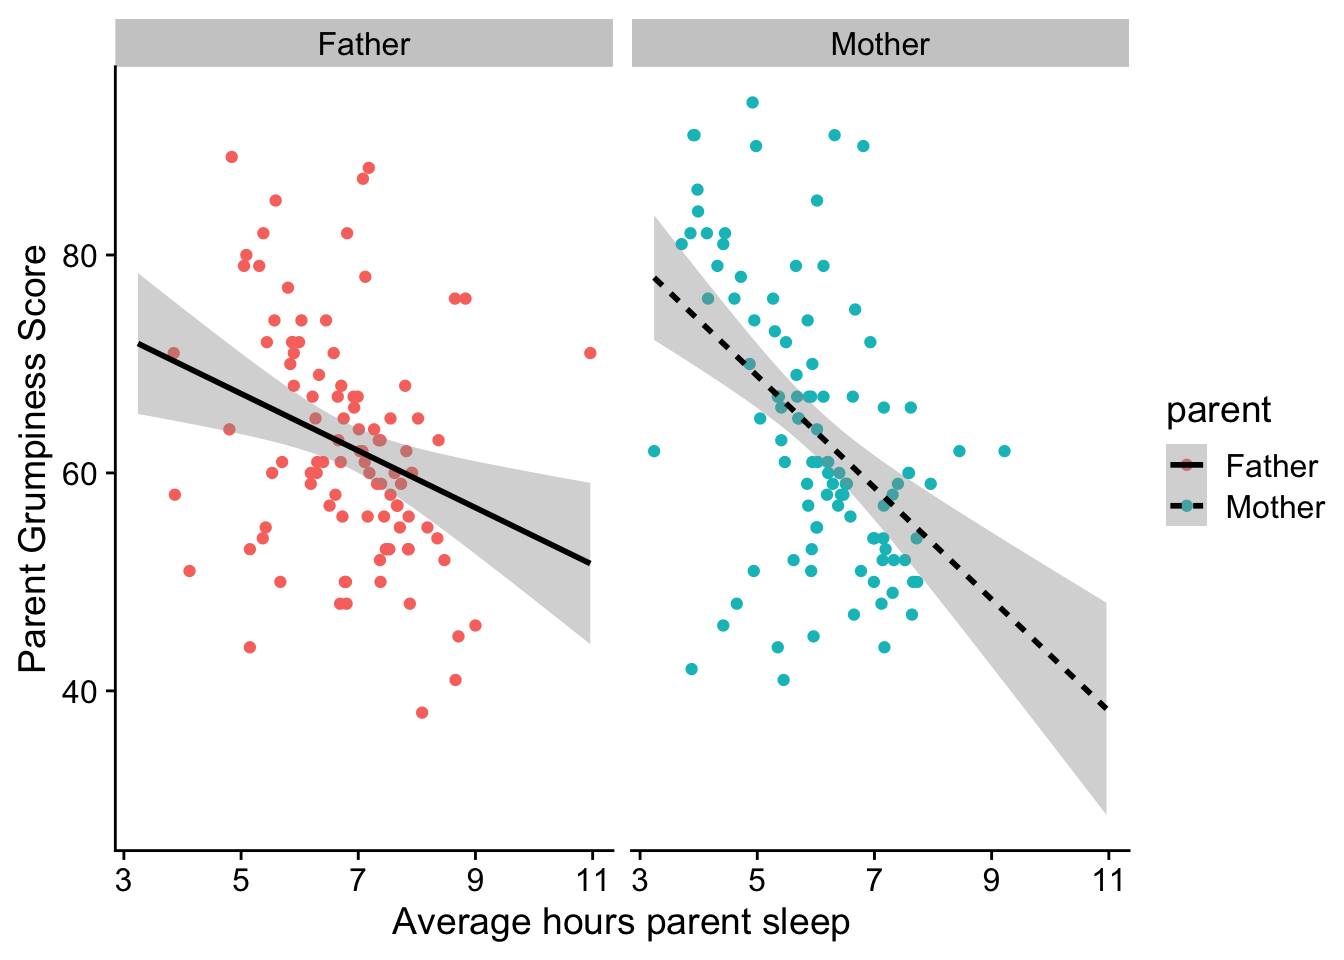 Father Mother
Parent Grumpiness Score
80
60
40
3 5 7 9 11 3 5 7 9 11
Average hours parent sleep
parent
Father
Mother